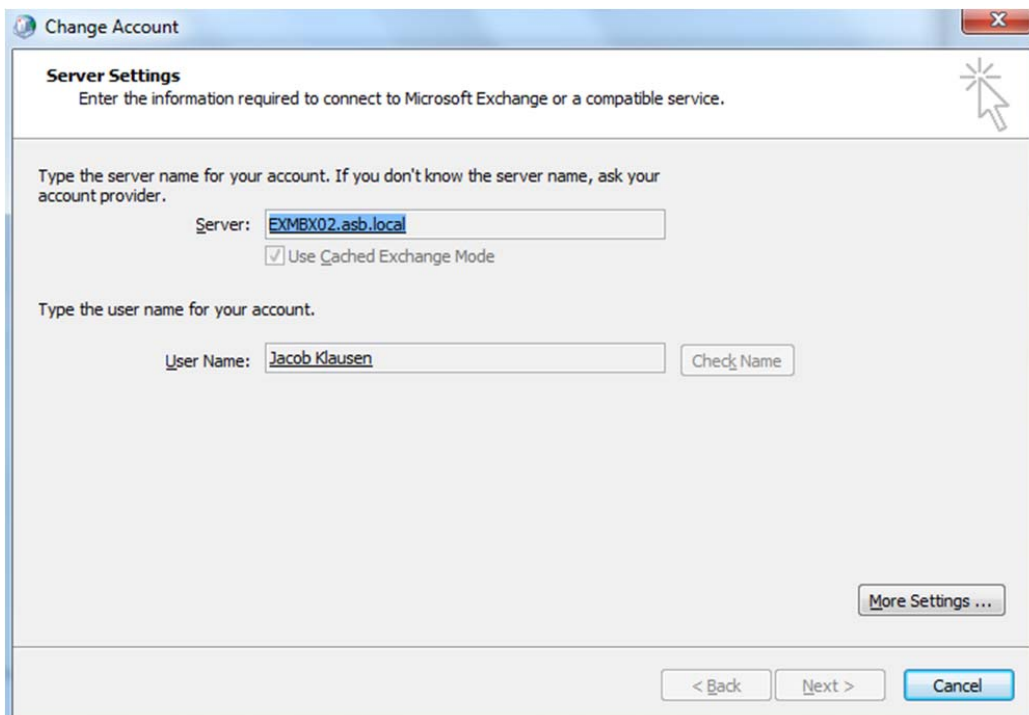 Change Account
Server Settings
Enter the information required to connect to Microsoft Exchange or a compatible service.
Type the server name for your account. If you don't know the server name, ask your
account provider.
Server: EXMBX02.asb.local
Use Cached Exchange Mode
Type the user name for your account.
User Name: Jacob Klausen Check Name
More Settings ...
< Back Next > Cancel